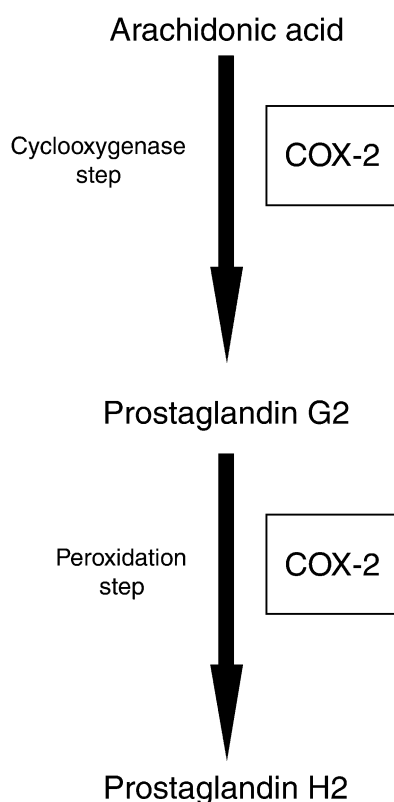 Arachidonic acid
Cyclooxygenase
step
COX-2
Prostaglandin G2
Peroxidation
step
COX-2
Prostaglandin H2